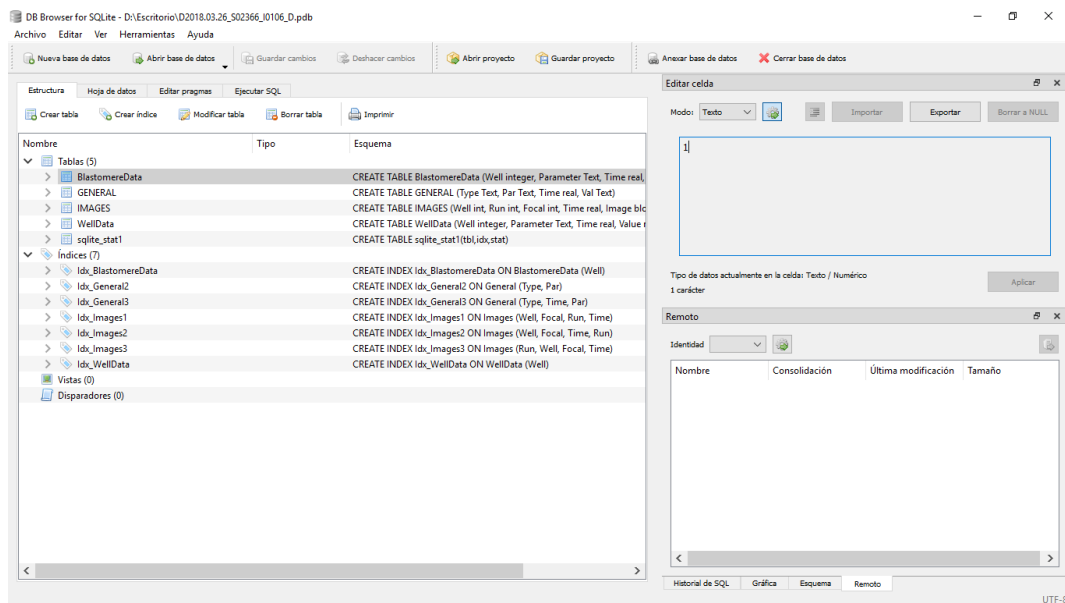 DB Browser for SQLite - D:\Escritorio\D2018.03.26_S02366_I0106_D.pdb
Archivo Editar Ver Herramientas Ayuda
Nueva base de datos Abrir base de datos Guardar cambios Deshacer cambios Abrir proyecto Guardar proyecto Anexar base de datos Cerrar base de datos
Estructura Hoja de datos Editar pragmas Ejecutar SQL
Crear tabla Crear índice Modificar tabla Borrar tabla Imprimir
Nombre Tipo Esquema
Tablas (5)
BlastomereData CREATE TABLE BlastomereData (Well integer, Parameter Text, Time real,
GENERAL CREATE TABLE GENERAL (Type Text, Par Text, Time real, Val Text)
IMAGES CREATE TABLE IMAGES (Well int, Run int, Focal int, Time real, Image blo
WellData CREATE TABLE WellData (Well integer, Parameter Text, Time real, Value r
sqlite_stat1 CREATE TABLE sqlite_stat1(tbl,idx,stat)
Índices (7)
Idx_BlastomereData CREATE INDEX Idx_BlastomereData ON BlastomereData (Well)
Idx_General2 CREATE INDEX Idx_General2 ON General (Type, Par)
Idx_General3 CREATE INDEX Idx_General3 ON General (Type, Time, Par)
Idx_Images1 CREATE INDEX Idx_Images1 ON Images (Well, Focal, Run, Time)
Idx_Images2 CREATE INDEX Idx_Images2 ON Images (Well, Focal, Time, Run)
Idx_Images3 CREATE INDEX Idx_Images3 ON Images (Run, Well, Focal, Time)
Idx_WellData CREATE INDEX Idx_WellData ON WellData (Well)
Vistas (0)
Disparadores (0)
Editar celda
Modo: Texto Importar Exportar Borrar a NULL
1
Tipo de datos actualmente en la celda: Texto / Numérico
1 carácter
Aplicar
Remoto
Identidad
Nombre Consolidación Última modificación Tamaño
Historial de SQL Gráfica Esquema Remoto
UTF-8